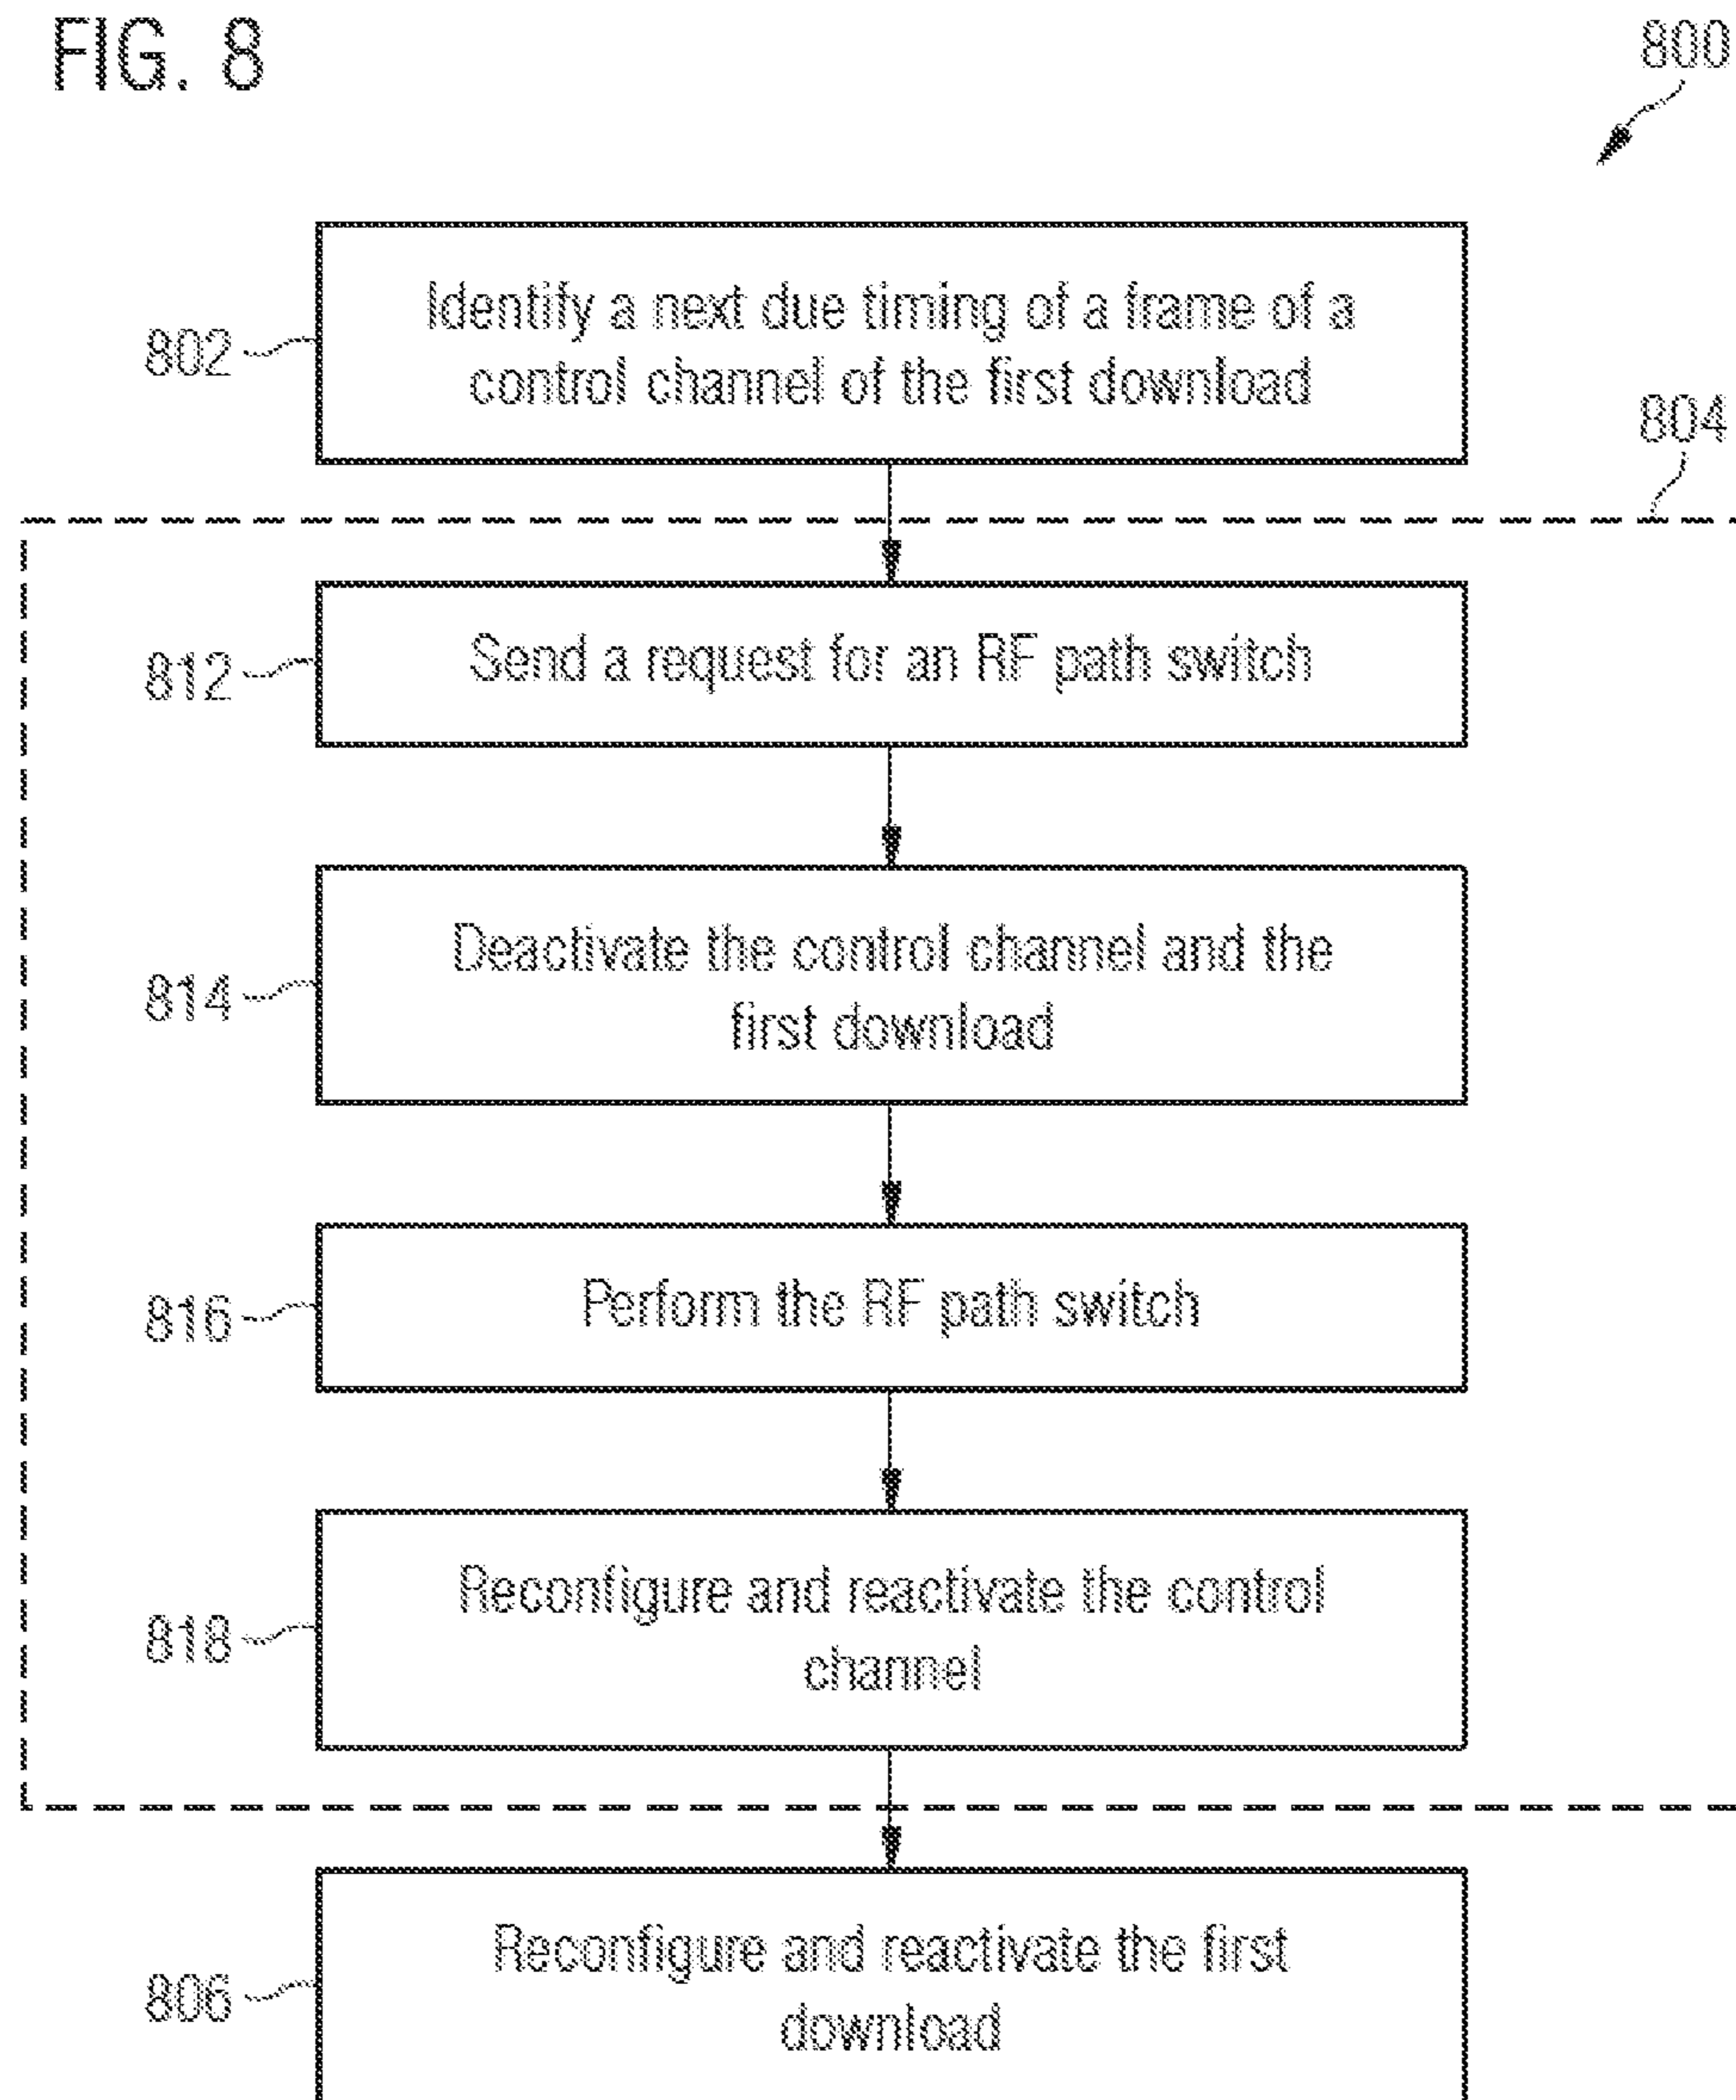 FIG. 8
800
Identify a next due timing of a frame of a
control channel of the first download
802
804
Send a request for an RF path switch
812
Deactivate the control channel and the
first download
814
Perform the RF path switch
816
Reconfigure and reactivate the control
channel
818
Reconfigure and reactivate the first
download
806